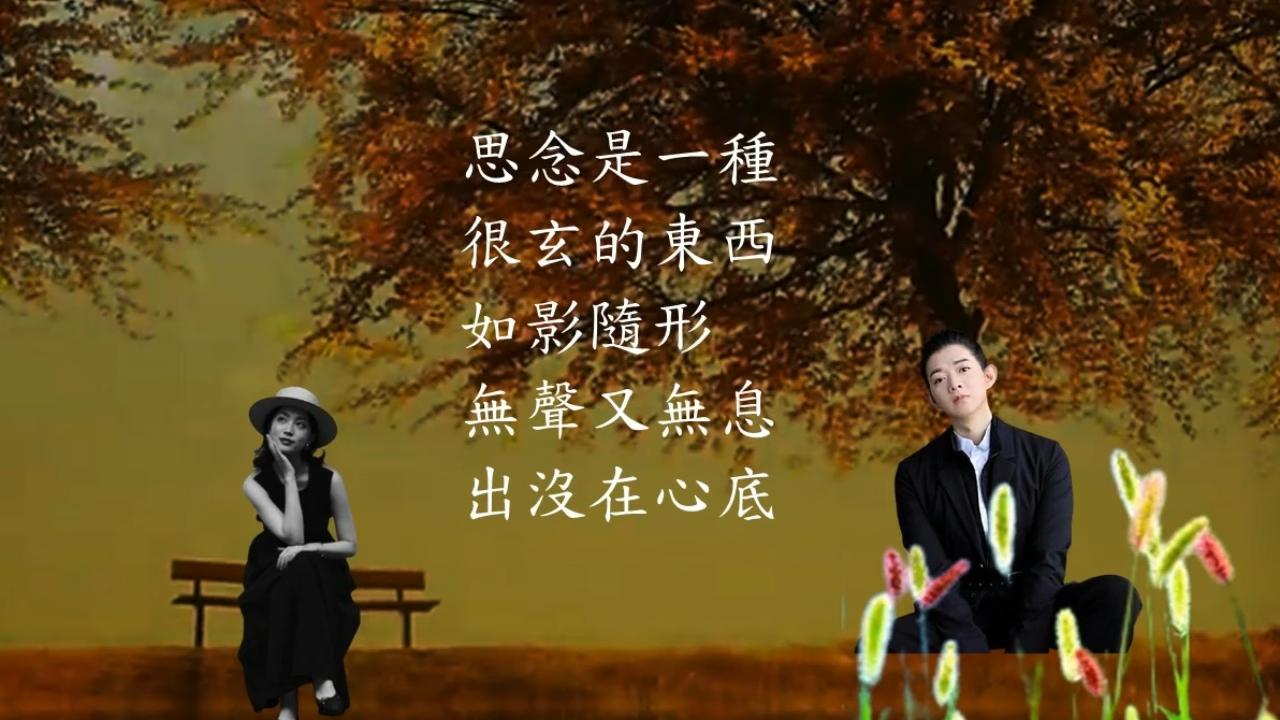 思念是一種
很玄的東西
如影隨形
無聲又無息
出沒在心底